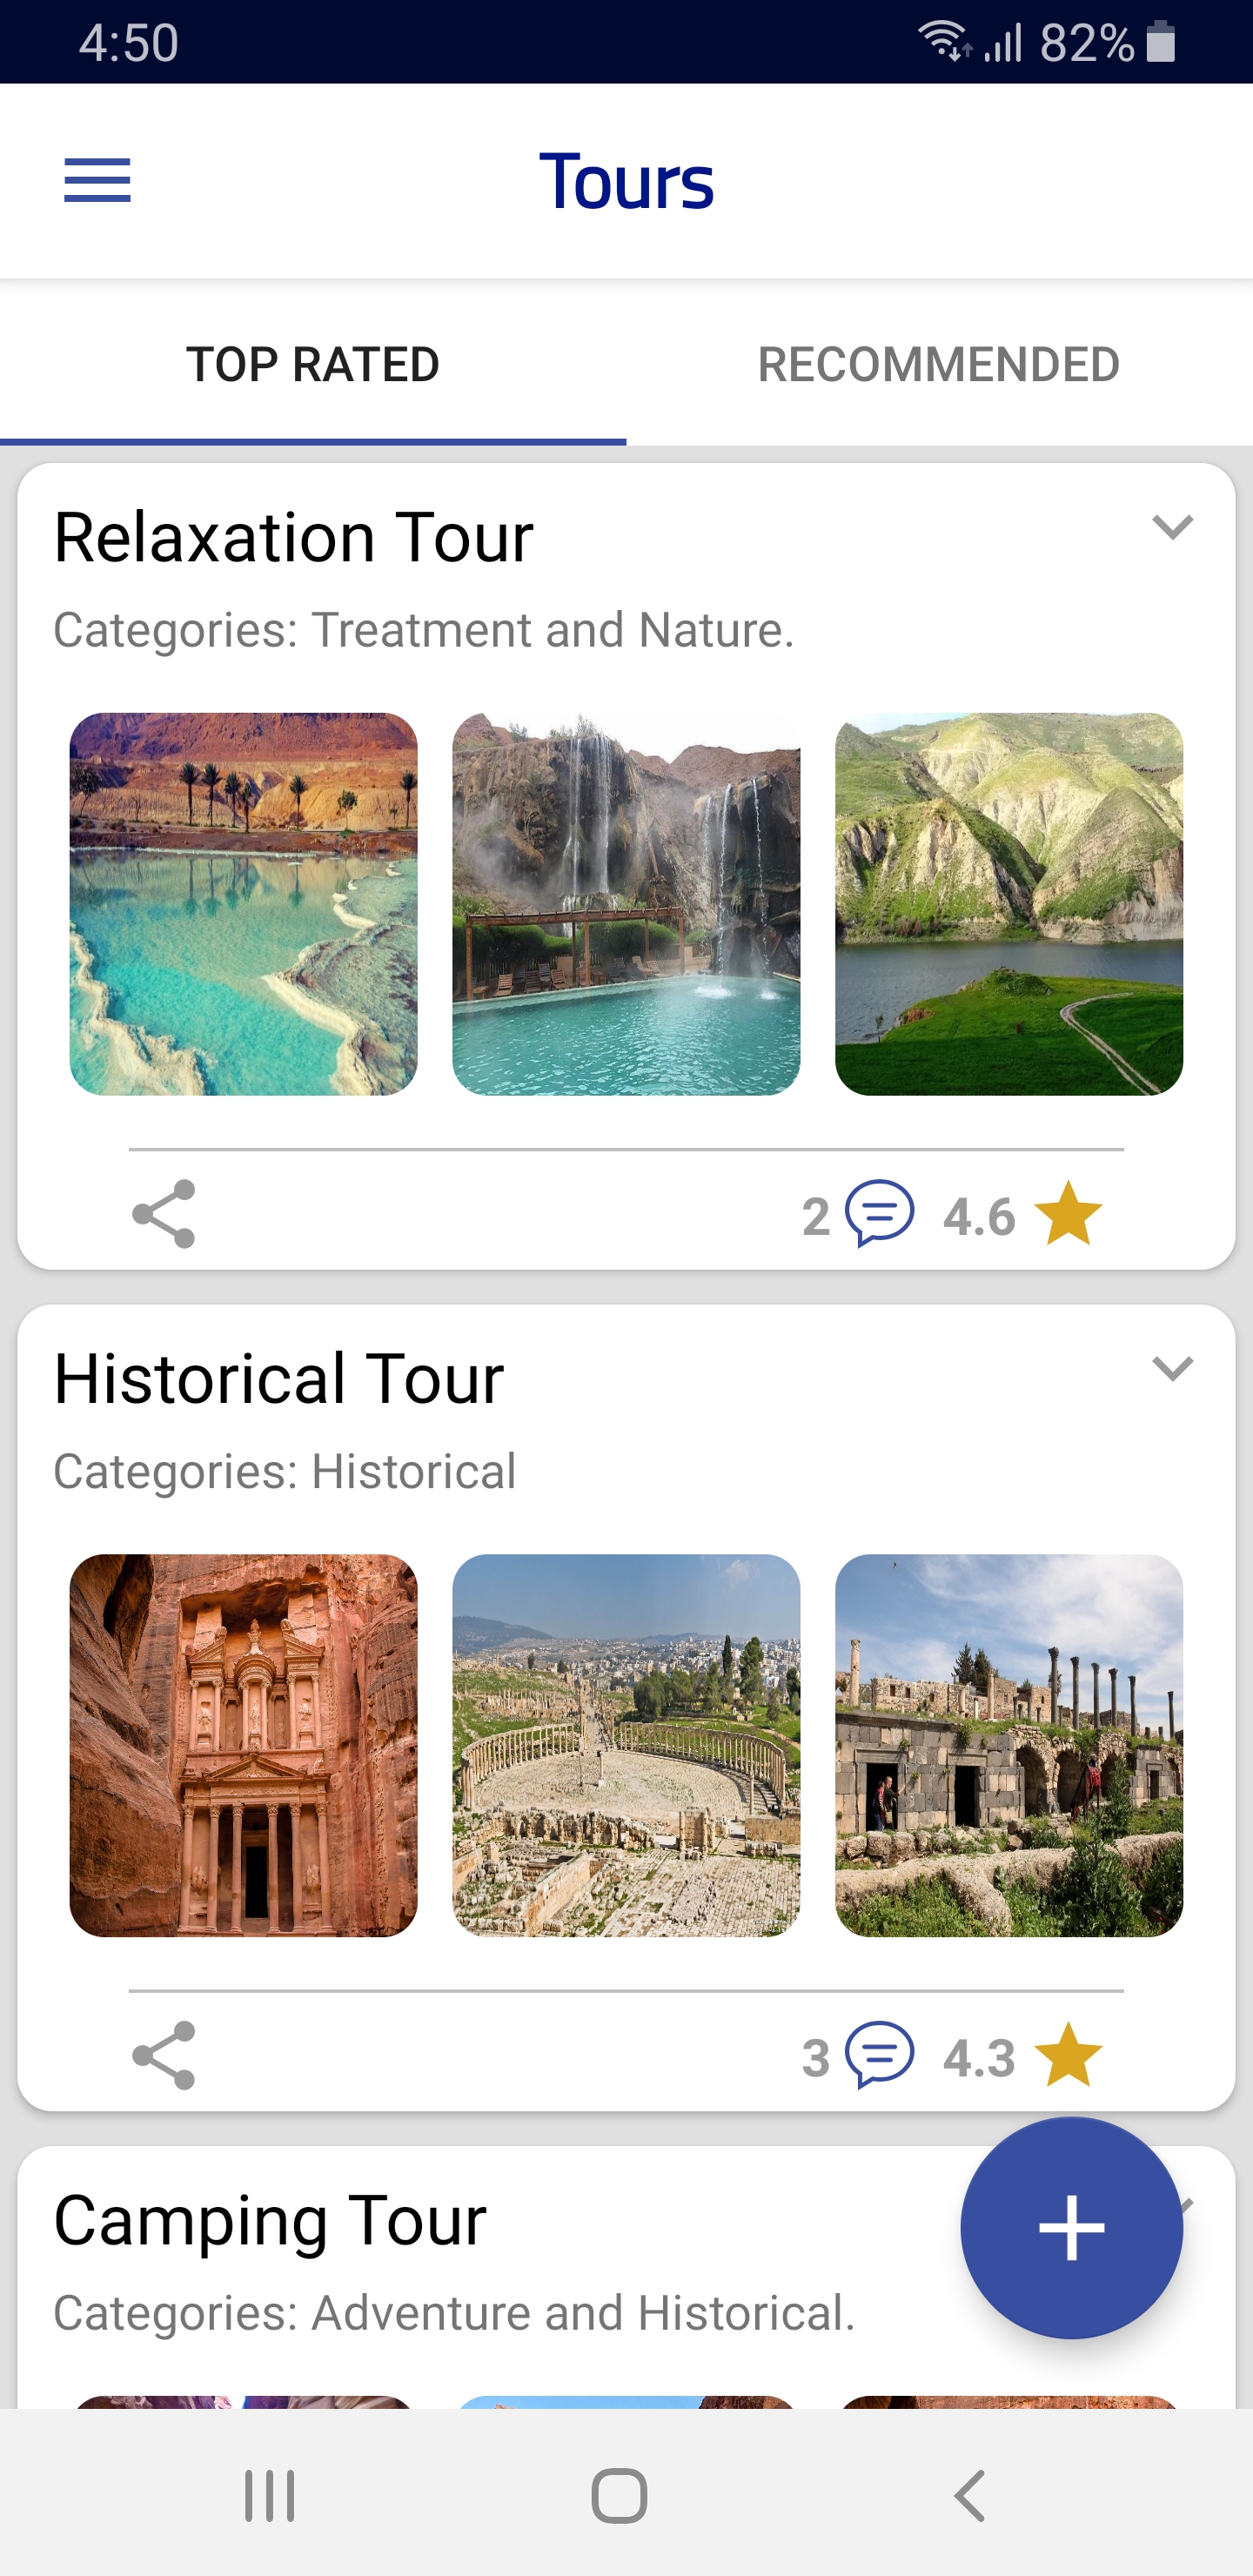 4:50 82%
Tours
TOP RATED RECOMMENDED
Relaxation Tour
Categories: Treatment and Nature.
2 4.6
Historical Tour
Categories: Historical
3 4.3
Camping Tour
Categories: Adventure and Historical.